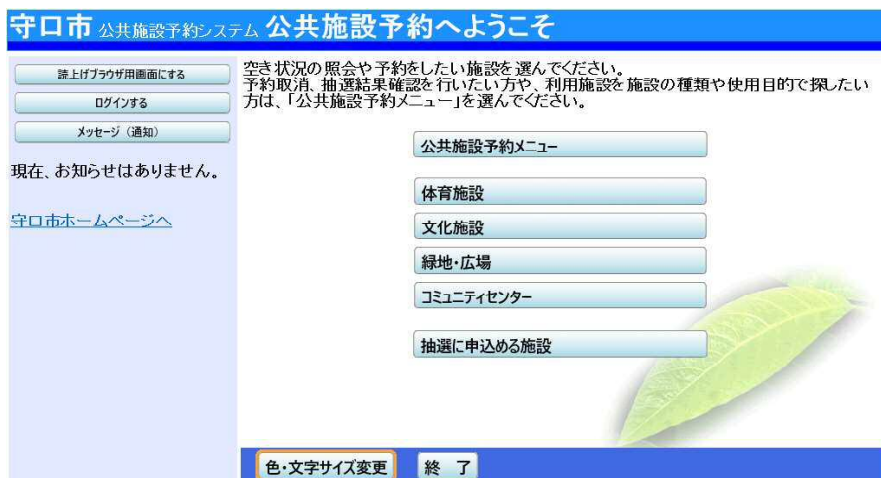 守口市 公共施設予約システム 公共施設予約へようこそ
読上げブラウザ用画面にする
ログインする
メッセージ（通知）
現在、お知らせはありません。
守口市ホームページへ
空き状況の照会や予約をしたい施設を選んでください。
予約取消、抽選結果確認を行いたい方や、利用施設を施設の種類や使用目的で探したい
方は、「公共施設予約メニュー」を選んでください。
公共施設予約メニュー
体育施設
文化施設
緑地・広場
コミュニティセンター
抽選に申込める施設
色・文字サイズ変更
終 了